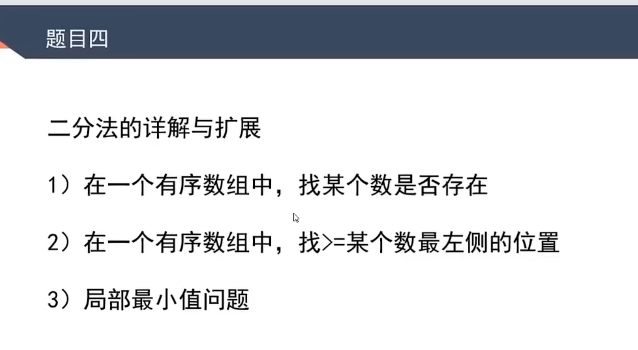 题目四
二分法的详解与扩展
1）在一个有序数组中，找某个数是否存在
2）在一个有序数组中，找>=某个数最左侧的位置
3）局部最小值问题